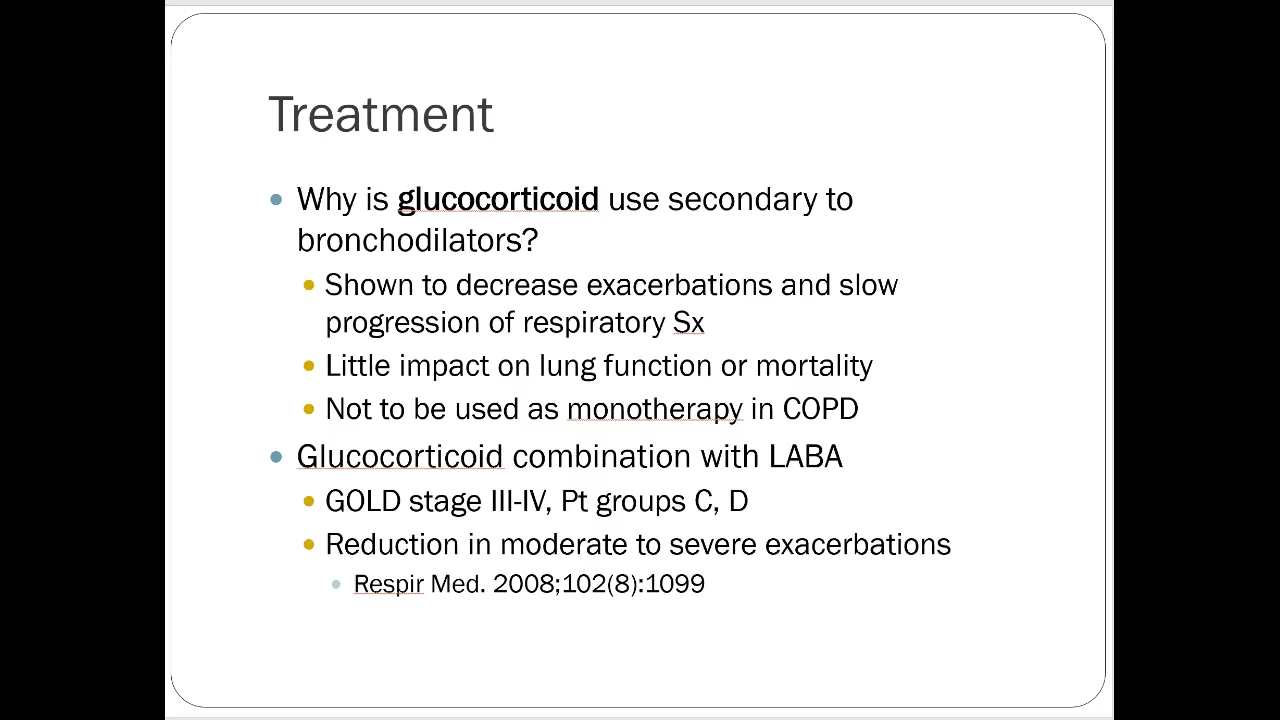 Treatment
Why is glucocorticoid use secondary to
bronchodilators?
Shown to decrease exacerbations and slow
progression of respiratory Sx
Little impact on lung function or mortality
Not to be used as monotherapy in COPD
Glucocorticoid combination with LABA
GOLD stage III-IV, Pt groups C, D
Reduction in moderate to severe exacerbations
Respir Med. 2008;102(8):1099